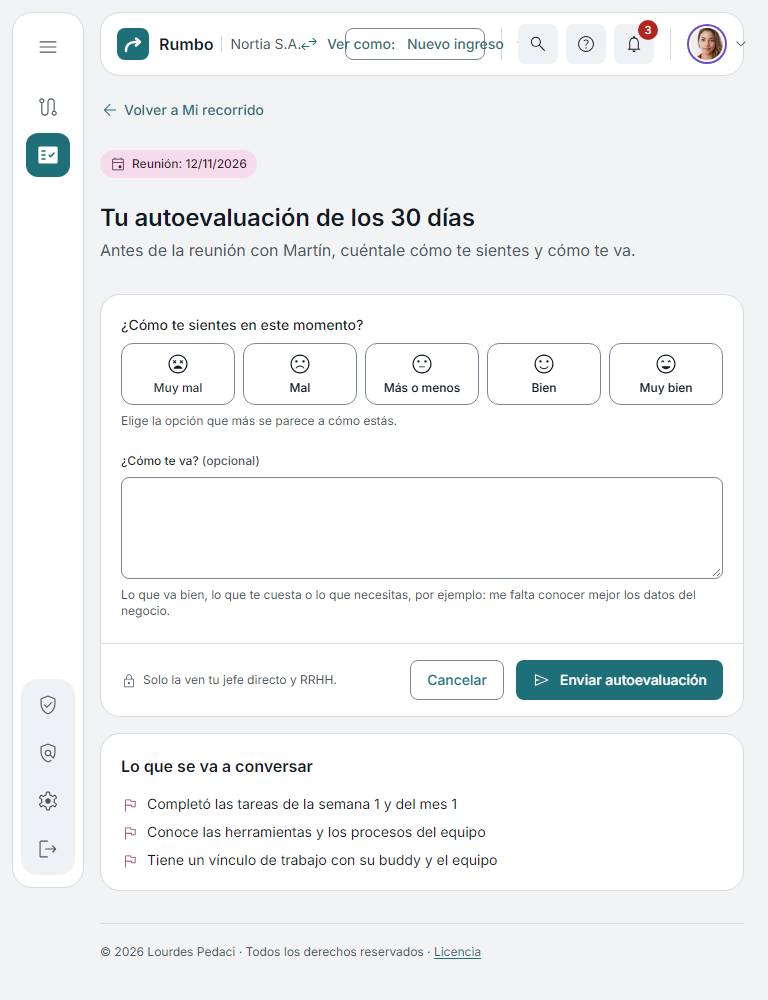 Rumbo
Nortia S.A.
Ver como: Nuevo ingreso
3
Volver a Mi recorrido
Reunión: 12/11/2026
Tu autoevaluación de los 30 días
Antes de la reunión con Martín, cuéntale cómo te sientes y cómo te va.
¿Cómo te sientes en este momento?
Muy mal
Mal
Más o menos
Bien
Muy bien
Elige la opción que más se parece a cómo estás.
¿Cómo te va? (opcional)
Lo que va bien, lo que te cuesta o lo que necesitas, por ejemplo: me falta conocer mejor los datos del
negocio.
Solo la ven tu jefe directo y RRHH.
Cancelar
Enviar autoevaluación
Lo que se va a conversar
Completó las tareas de la semana 1 y del mes 1
Conoce las herramientas y los procesos del equipo
Tiene un vínculo de trabajo con su buddy y el equipo
© 2026 Lourdes Pedaci · Todos los derechos reservados · Licencia